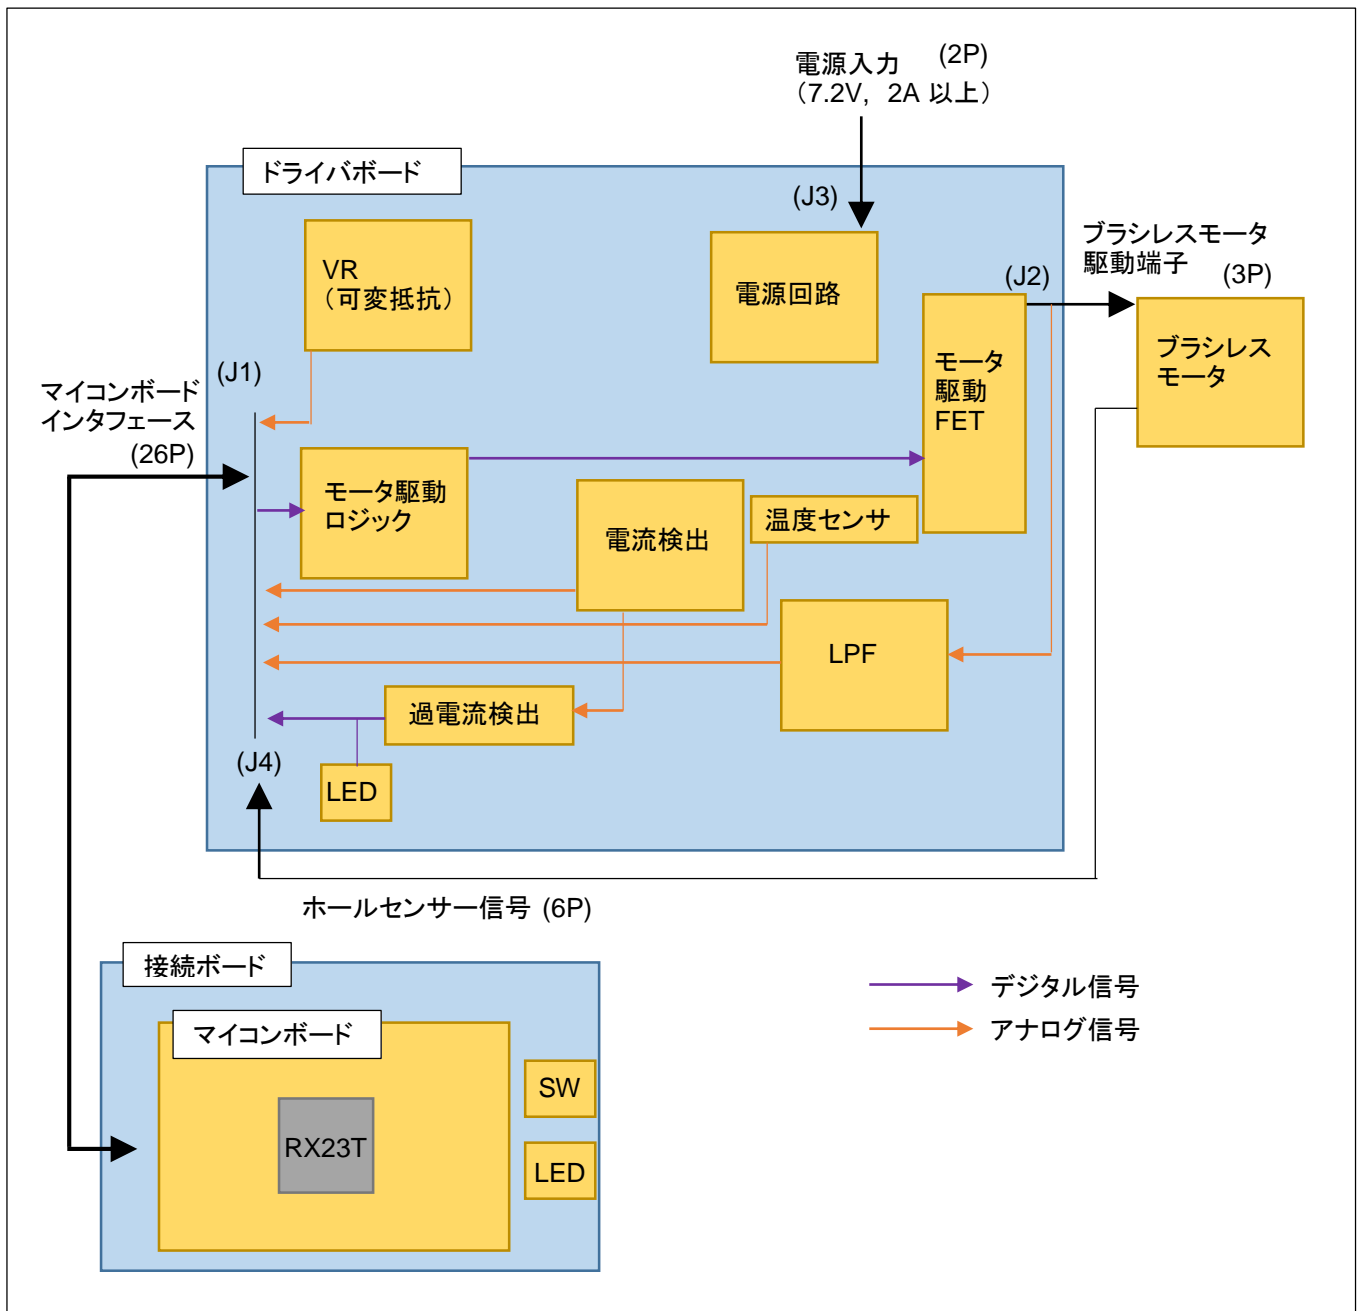 電源入力 (2P)
（7.2V, 2A 以上）
ドライバボード
(J3)
VR
（可変抵抗）
電源回路
(J2)
ブラシレスモータ
駆動端子
(3P)
モータ
駆動
FET
ブラシレス
モータ
(J1)
マイコンボード
インタフェース
(26P)
モータ駆動
ロジック
電流検出
温度センサ
LPF
過電流検出
(J4)
LED
ホールセンサー信号 (6P)
接続ボード
マイコンボード
RX23T
SW
LED
デジタル信号
アナログ信号